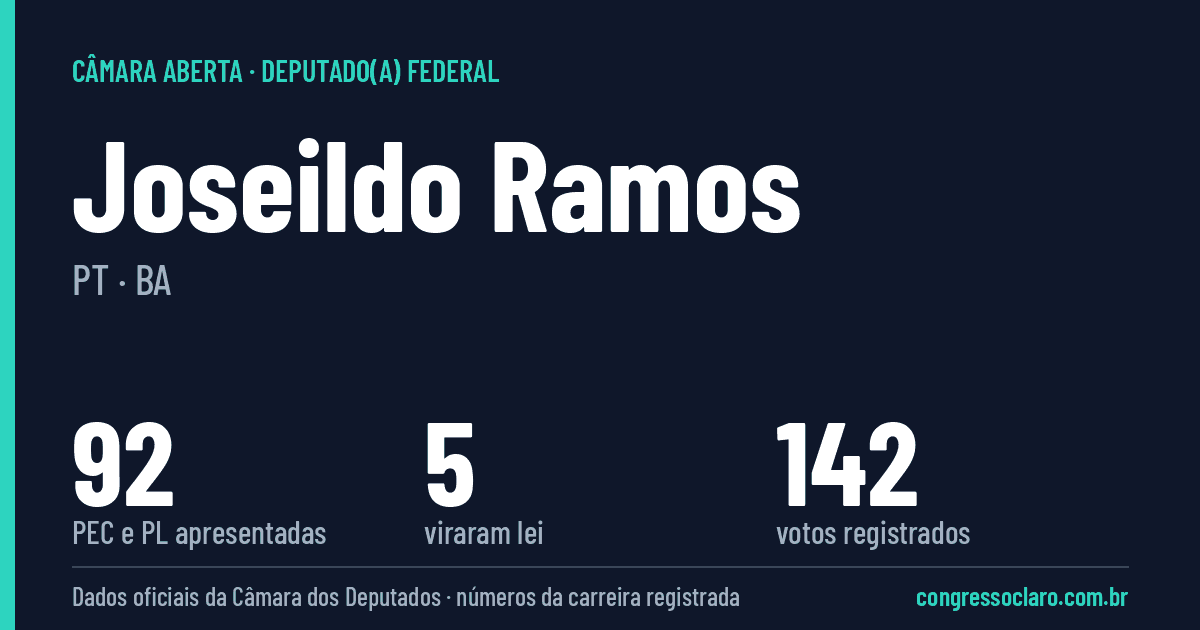 CÂMARA ABERTA · DEPUTADO(A) FEDERAL
Joseildo Ramos
PT · BA
92 5 142
PEC e PL apresentadas viraram lei votos registrados
Dados oficiais da Câmara dos Deputados · números da carreira registrada congressoclaro.com.br